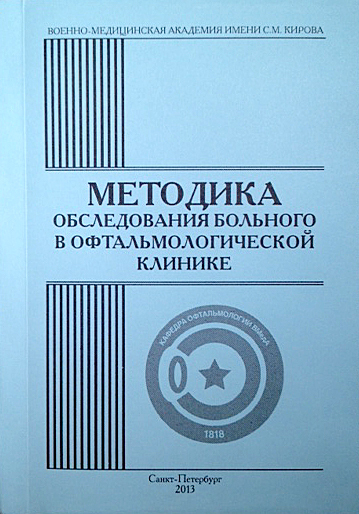 ВОЕННО-МЕДИЦИНСКАЯ АКАДЕМИЯ ИМЕНИ С.М. КИРОВА
МЕТОДИКА
ОБСЛЕДОВАНИЯ БОЛЬНОГО
В ОФТАЛЬМОЛОГИЧЕСКОЙ
КЛИНИКЕ
КАФЕДРА ОФТАЛЬМОЛОГИИ ВМедА
1818
Санкт-Петербург
2013